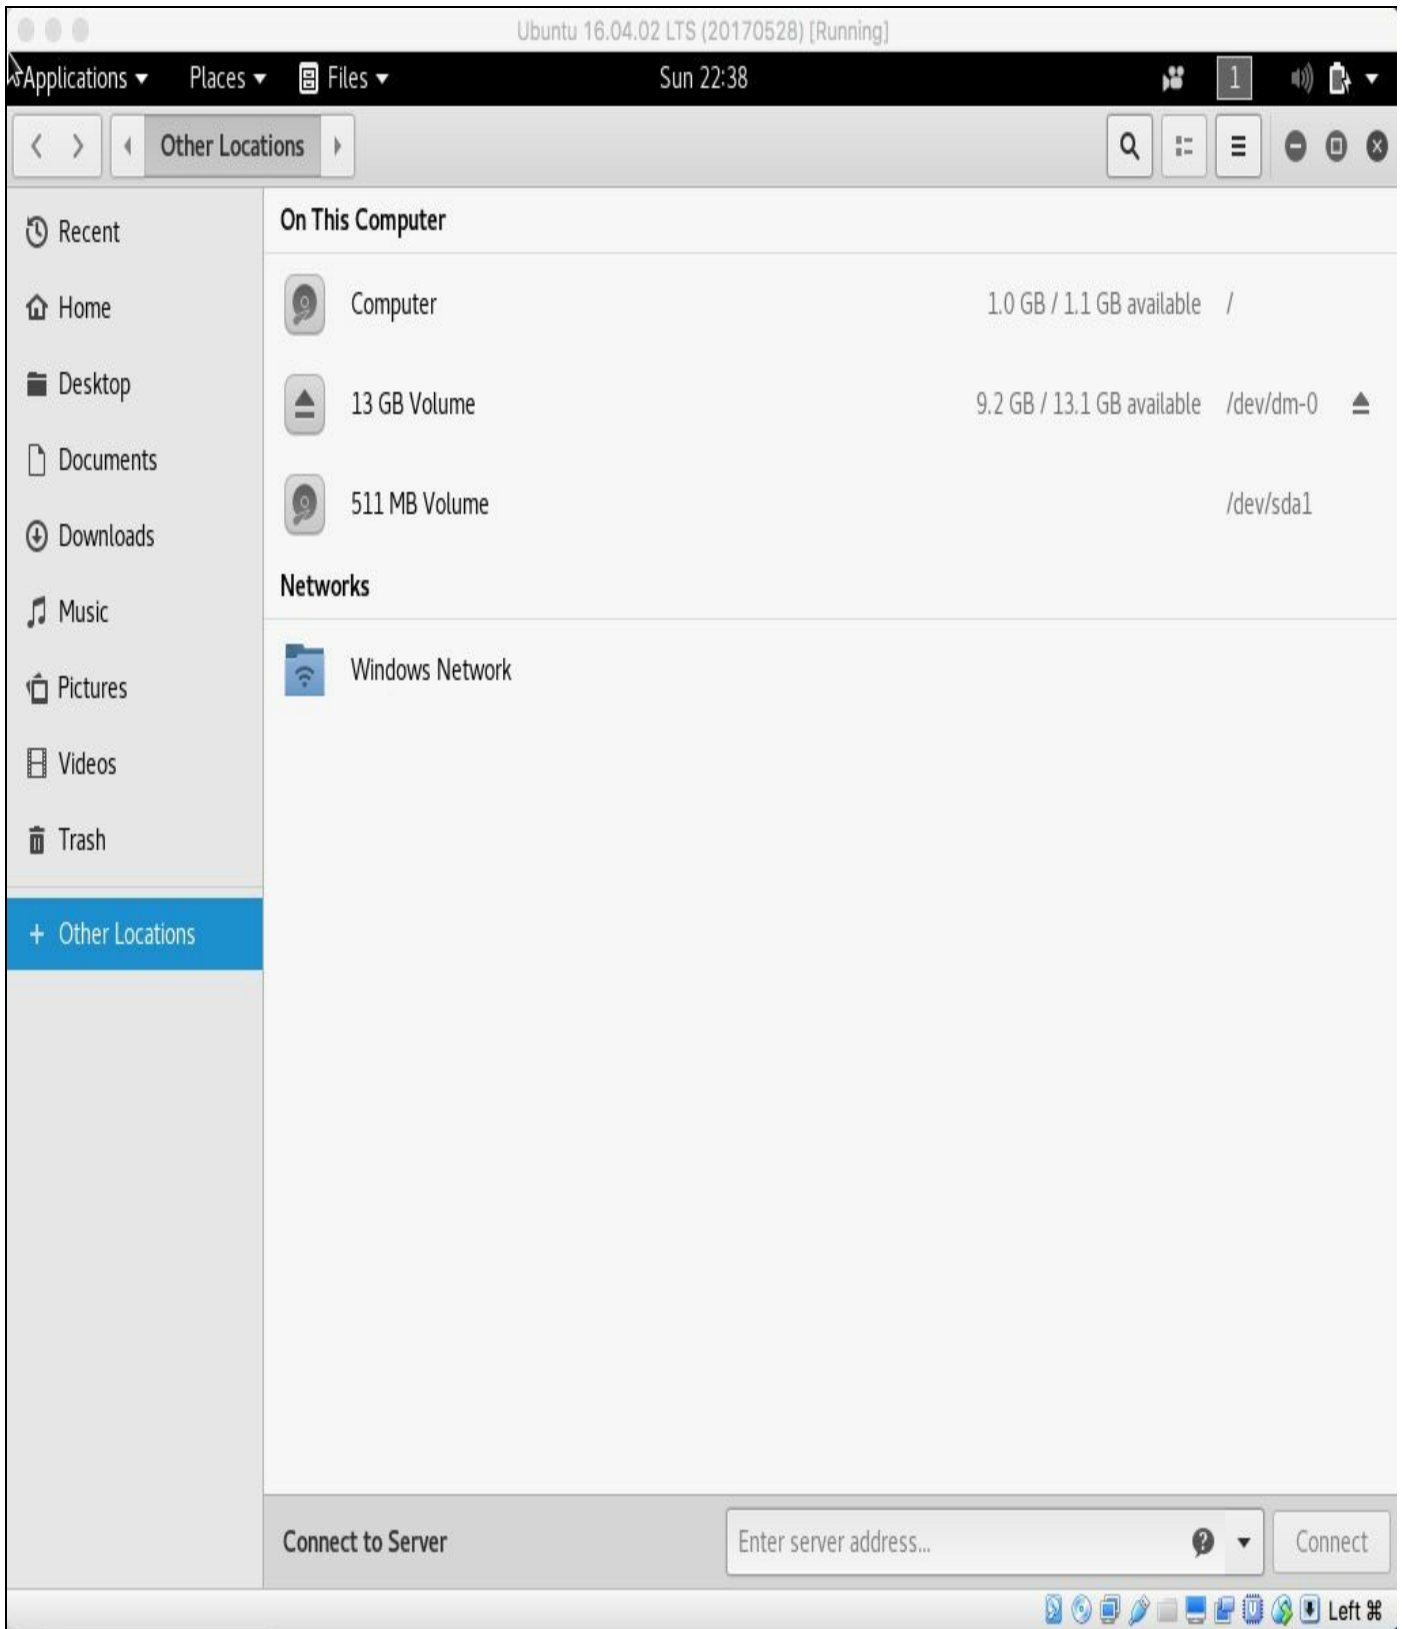 Ubuntu 16.04.02 LTS (20170528) [Running]
Applications Places Files Sun 22:38 1
Other Locations
Recent
Home
Desktop
Documents
Downloads
Music
Pictures
Videos
Trash
+ Other Locations
On This Computer
Computer 1.0 GB / 1.1 GB available /
13 GB Volume 9.2 GB / 13.1 GB available /dev/dm-0
511 MB Volume /dev/sda1
Networks
Windows Network
Connect to Server Enter server address... Connect
Left ⌘